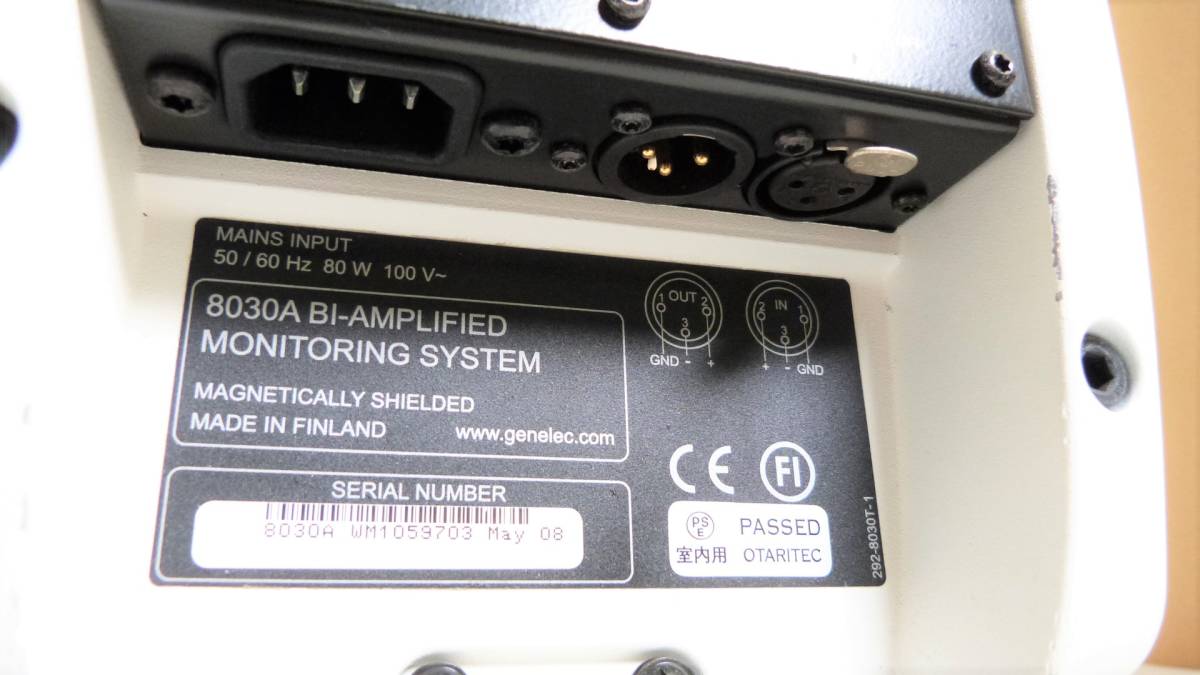 MAINS INPUT
50 / 60 Hz 80 W 100 V~
8030A BI-AMPLIFIED
MONITORING SYSTEM
MAGNETICALLY SHIELDED
MADE IN FINLAND
www.genelec.com
1 OUT 2
3
GND - +
2 IN 1
3
+ - GND
CE FI
SERIAL NUMBER
8030A WM1059703 May 08
PS
E
PASSED
室内用 OTARITEC
292-8030T-1